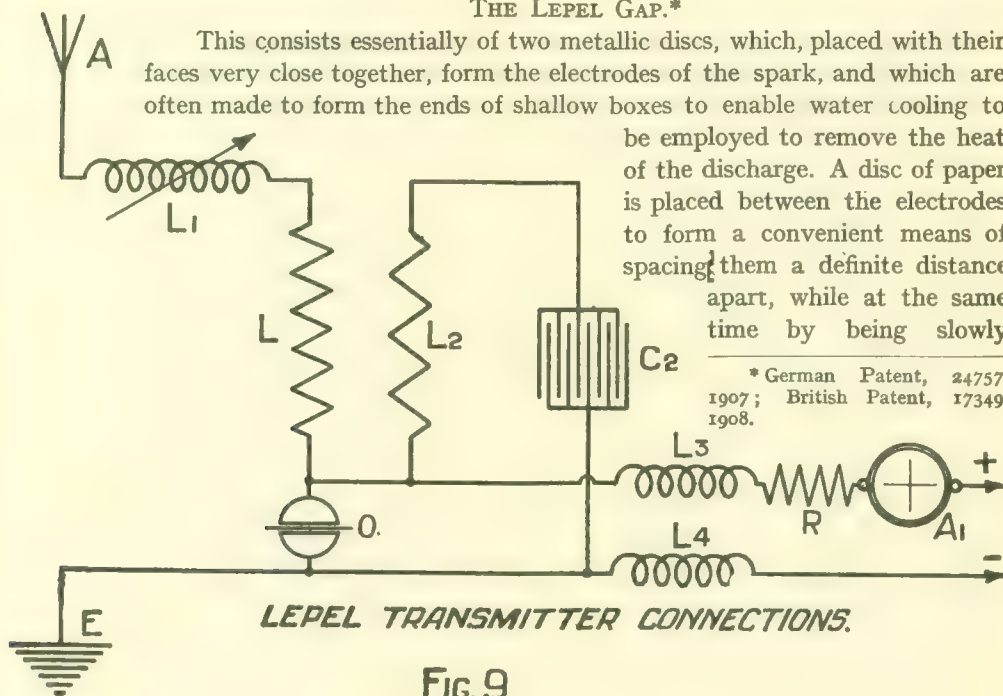 THE LEPEL GAP.*
This consists essentially of two metallic discs, which, placed with their
faces very close together, form the electrodes of the spark, and which are
often made to form the ends of shallow boxes to enable water cooling to
be employed to remove the heat
of the discharge. A disc of paper
is placed between the electrodes
to form a convenient means of
spacing them a definite distance
apart, while at the same
time by being slowly
* German Patent, 24757
1907; British Patent, 17349
1908.
A
L1
L
L2
C2
L3
R
A1
+
O.
L4
-
E
LEPEL TRANSMITTER CONNECTIONS.
FIG. 9